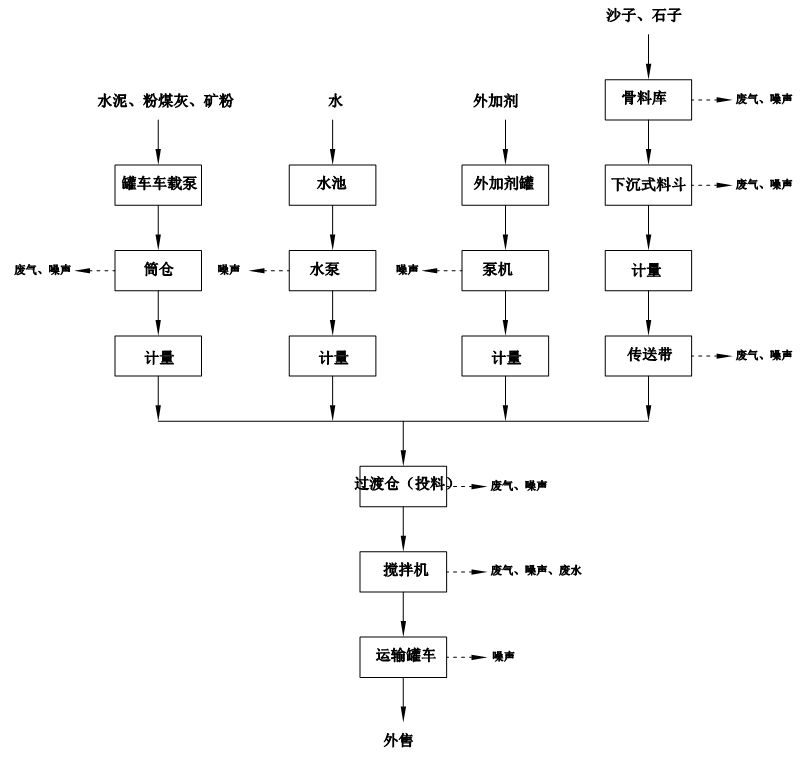 沙子、石子
水泥、粉煤灰、矿粉
水
外加剂
骨料库
废气、噪声
罐车车载泵
水池
外加剂罐
下沉式料斗
废气、噪声
废气、噪声
筒仓
噪声
水泵
噪声
泵机
计量
计量
计量
计量
传送带
废气、噪声
过渡仓（投料）
废气、噪声
搅拌机
废气、噪声、废水
运输罐车
噪声
外售